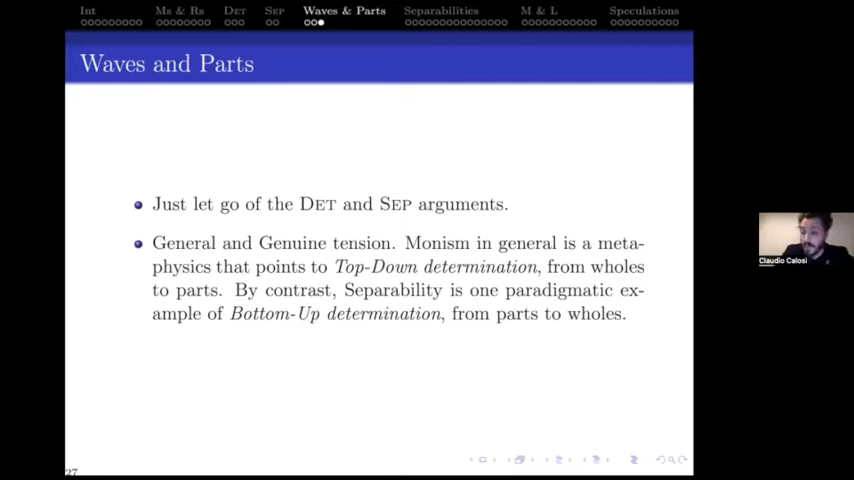 Int Ms & Rs Det Sep Waves & Parts Separabilities M & L Speculations
Waves and Parts
Just let go of the Det and Sep arguments.
General and Genuine tension. Monism in general is a meta-
physics that points to Top-Down determination, from wholes
to parts. By contrast, Separability is one paradigmatic ex-
ample of Bottom-Up determination, from parts to wholes.
Claudio Calosi
27